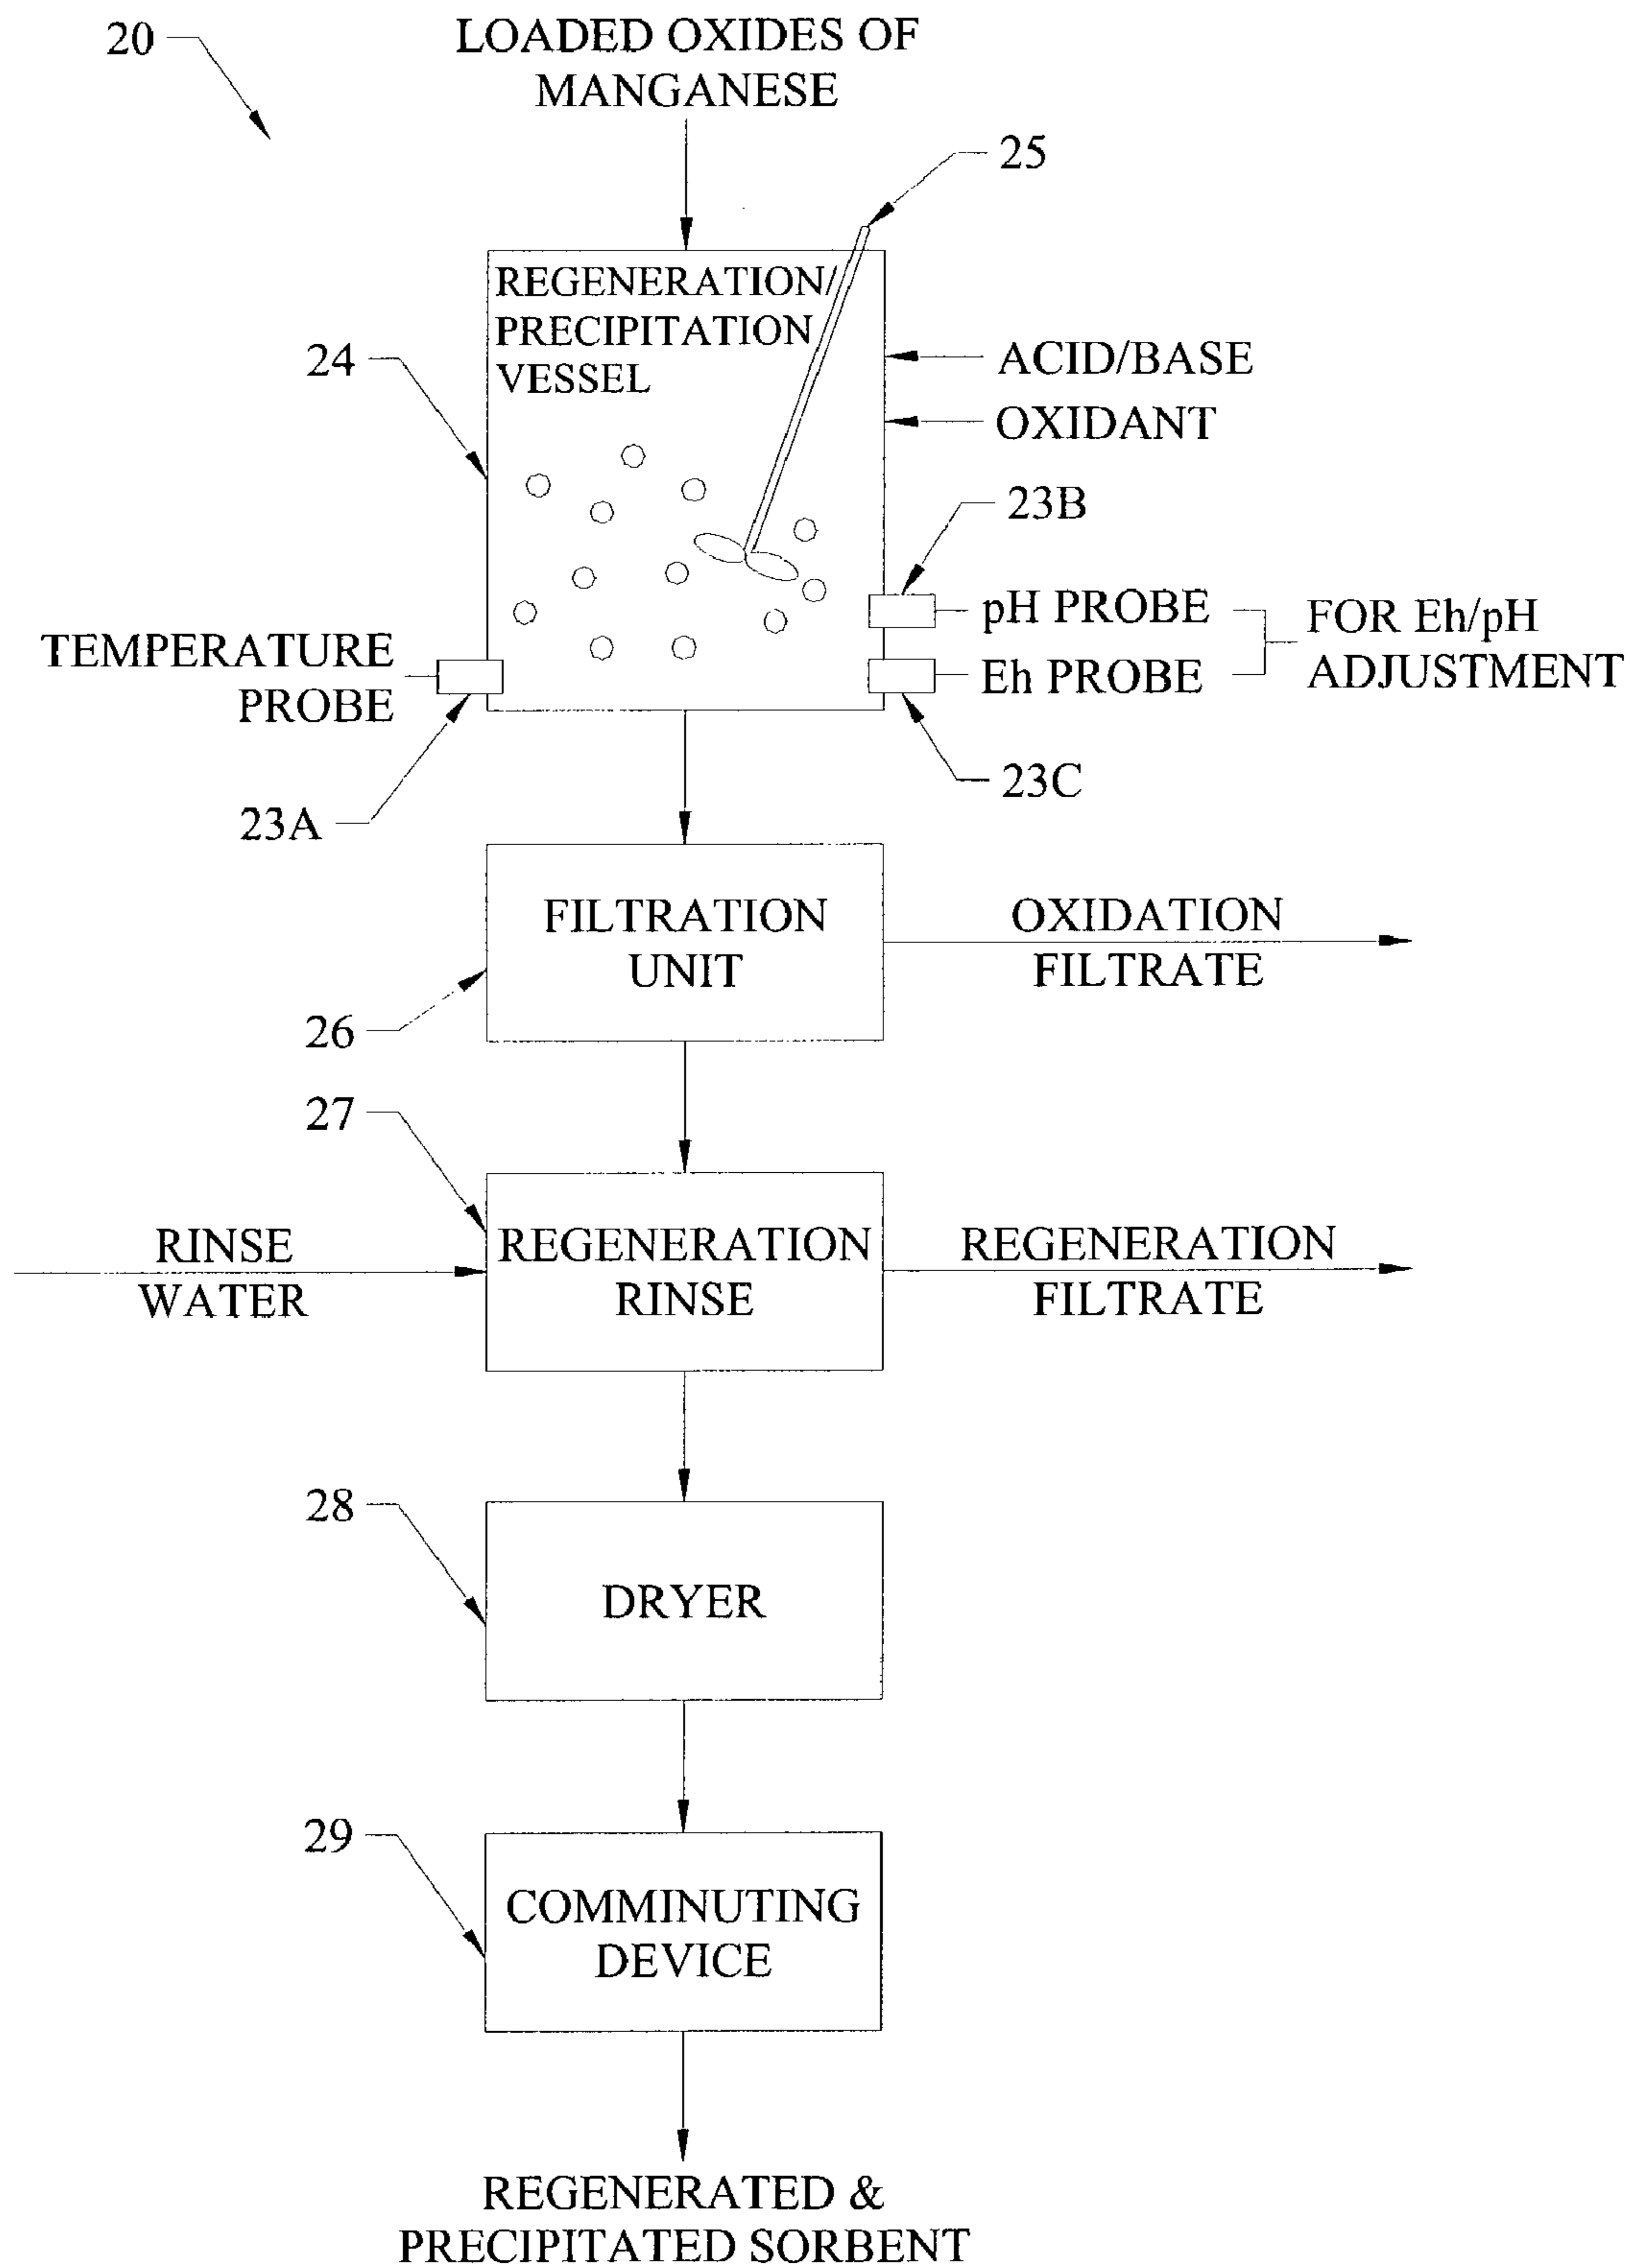 20
LOADED OXIDES OF
MANGANESE
25
REGENERATION/
PRECIPITATION
VESSEL
24
ACID/BASE
OXIDANT
23B
pH PROBE
Eh PROBE
FOR Eh/pH
ADJUSTMENT
TEMPERATURE
PROBE
23A
23C
FILTRATION
UNIT
OXIDATION
FILTRATE
26
27
RINSE
WATER
REGENERATION
RINSE
REGENERATION
FILTRATE
28
DRYER
29
COMMINUTING
DEVICE
REGENERATED &
PRECIPITATED SORBENT